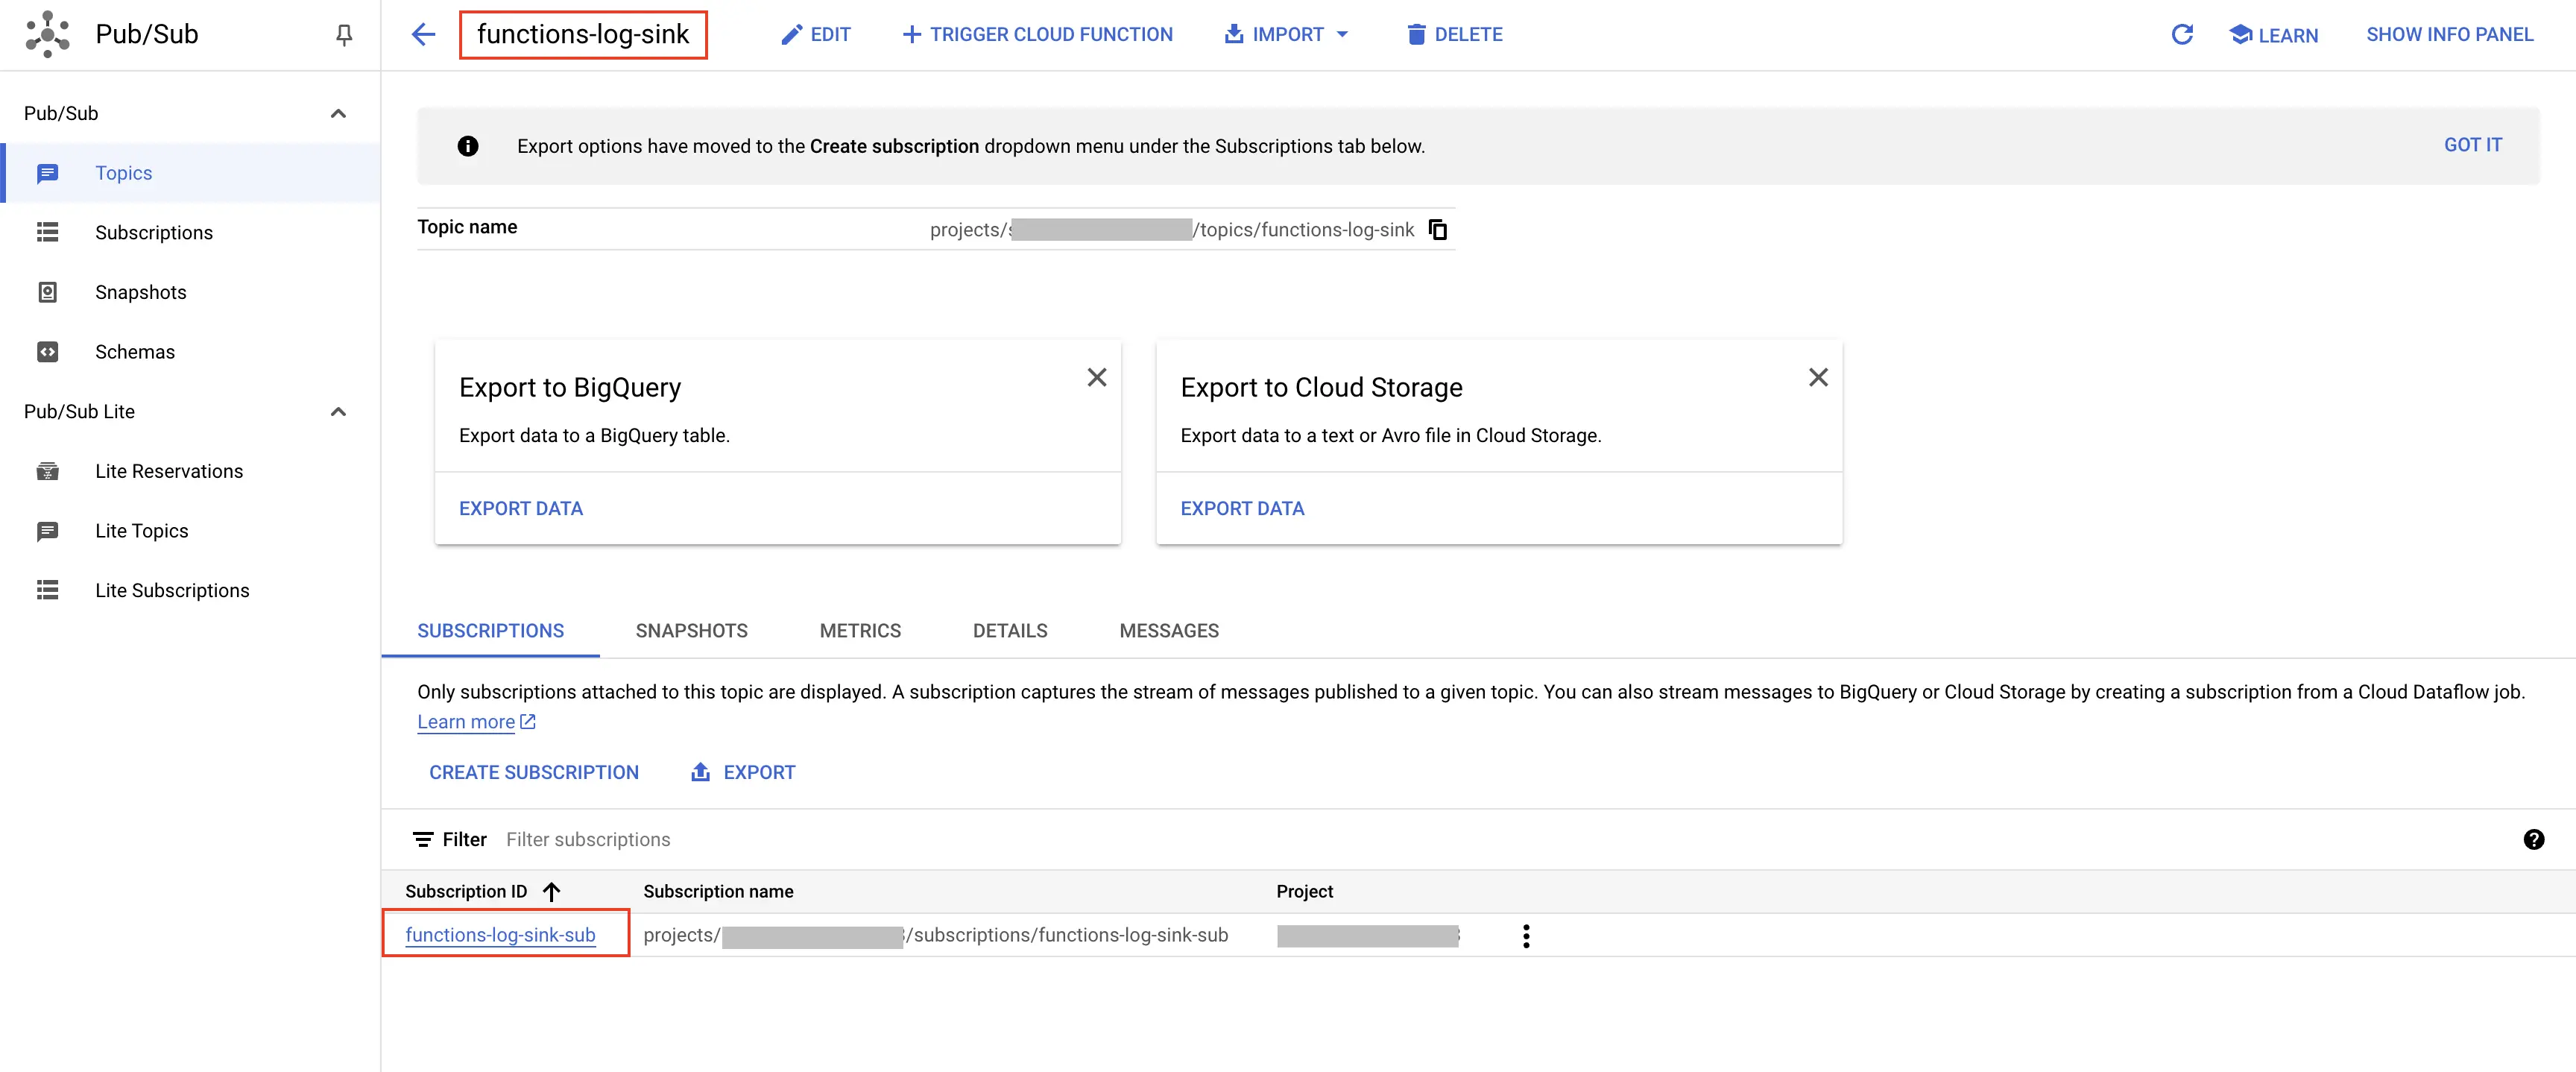 Pub/Sub
functions-log-sink
EDIT
TRIGGER CLOUD FUNCTION
IMPORT
DELETE
LEARN
SHOW INFO PANEL
Pub/Sub
Topics
Subscriptions
Snapshots
Schemas
Pub/Sub Lite
Lite Reservations
Lite Topics
Lite Subscriptions
Export options have moved to the Create subscription dropdown menu under the Subscriptions tab below.
GOT IT
Topic name
projects/ /topics/functions-log-sink
Export to BigQuery
Export data to a BigQuery table.
EXPORT DATA
Export to Cloud Storage
Export data to a text or Avro file in Cloud Storage.
EXPORT DATA
SUBSCRIPTIONS
SNAPSHOTS
METRICS
DETAILS
MESSAGES
Only subscriptions attached to this topic are displayed. A subscription captures the stream of messages published to a given topic. You can also stream messages to BigQuery or Cloud Storage by creating a subscription from a Cloud Dataflow job.
Learn more
CREATE SUBSCRIPTION
EXPORT
Filter Filter subscriptions
Subscription ID
Subscription name
Project
functions-log-sink-sub
projects/ /subscriptions/functions-log-sink-sub